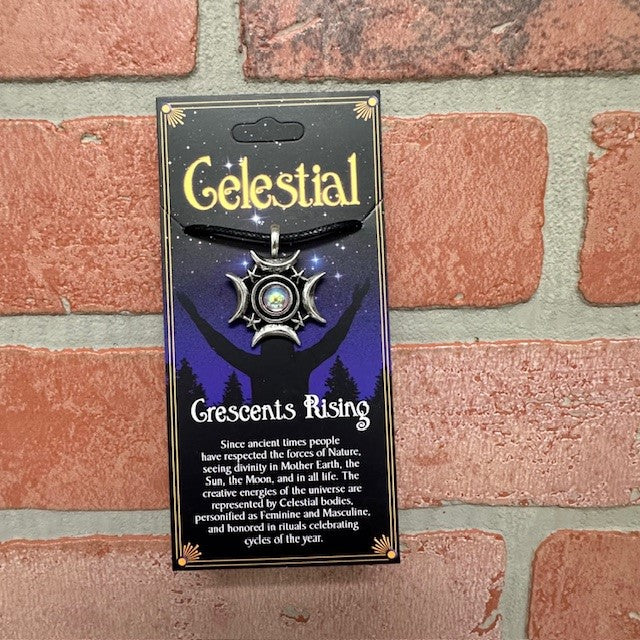 Celestial
Crescents Rising
Since ancient times people
have respected the forces of Nature,
seeing divinity in Mother Earth, the
Sun, the Moon, and in all life. The
creative energies of the universe are
represented by Celestial bodies,
personified as Feminine and Masculine,
and honored in rituals celebrating
cycles of the year.